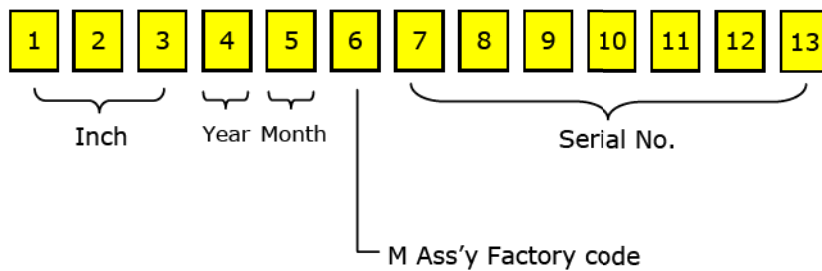 1 2 3 4 5 6 7 8 9 10 11 12 13
Inch Year Month Serial No.
M Ass'y Factory code